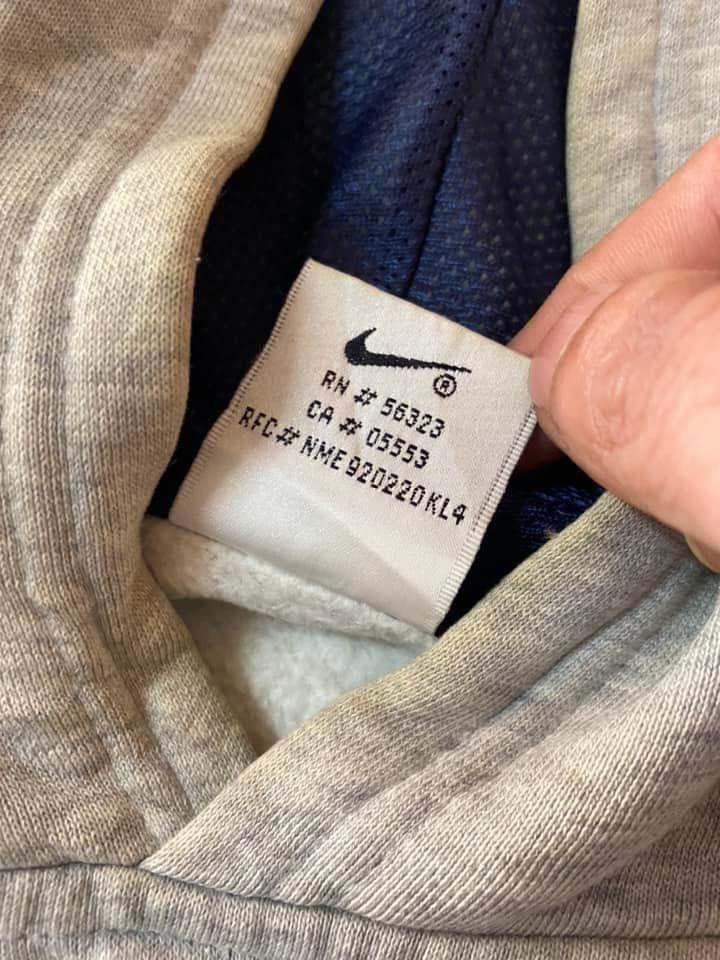 ®
RN # 56323
CA # 05553
RFC# NME 920220 KL4